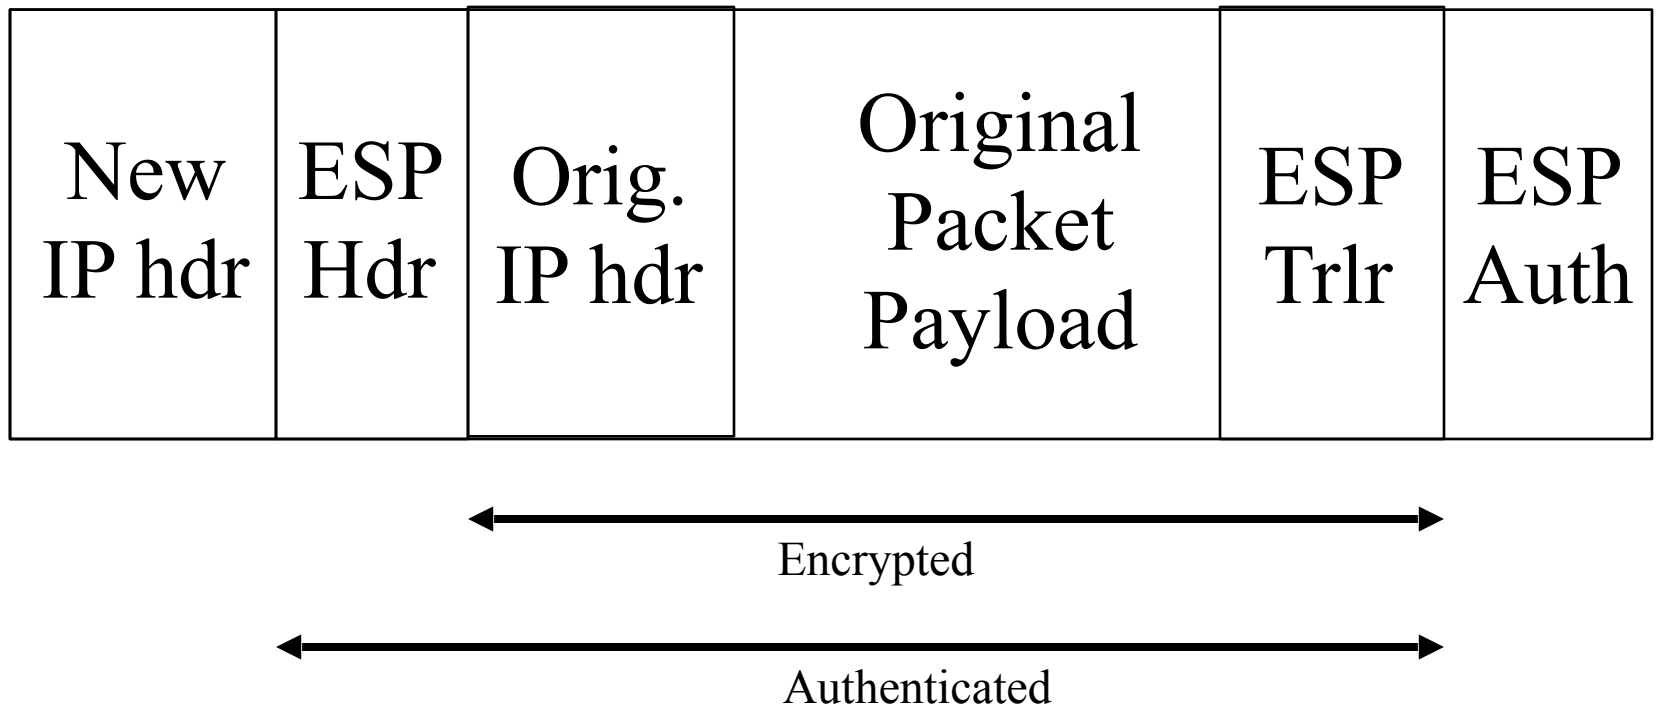 New
IP hdr
ESP
Hdr
Orig.
IP hdr
Original
Packet
Payload
ESP
Trlr
ESP
Auth
Encrypted
Authenticated